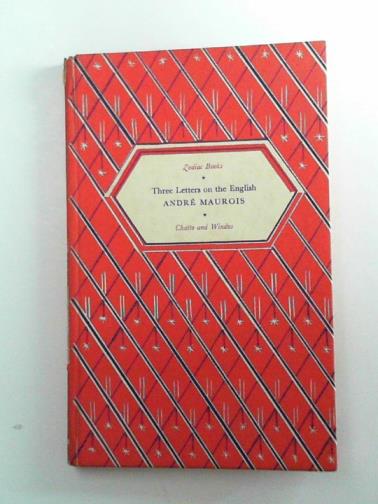 Zodiac Books
Three Letters on the English
ANDRÉ MAUROIS
Chatto and Windus